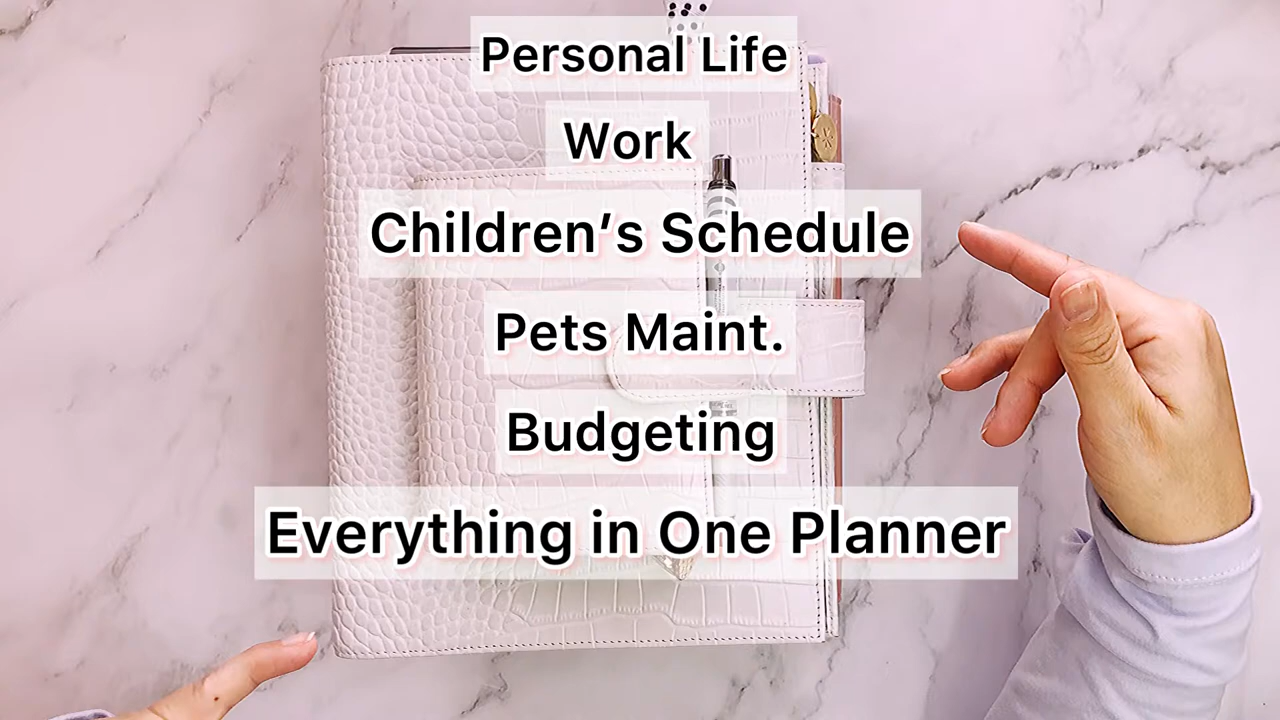 Personal Life
Work
Children’s Schedule
Pets Maint.
Budgeting
Everything in One Planner